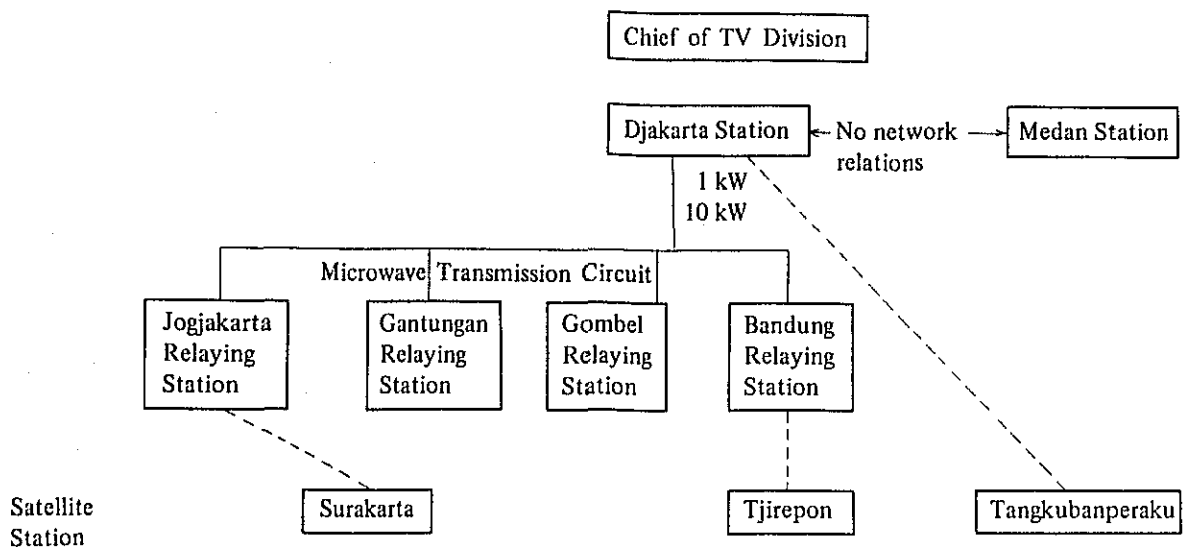 Chief of TV Division
Djakarta Station
No network
relations
Medan Station
1 kW
10 kW
Microwave Transmission Circuit
Jogjakarta
Relaying
Station
Gantungan
Relaying
Station
Gombel
Relaying
Station
Bandung
Relaying
Station
Satellite
Station
Surakarta
Tjirepon
Tangkubanperaku